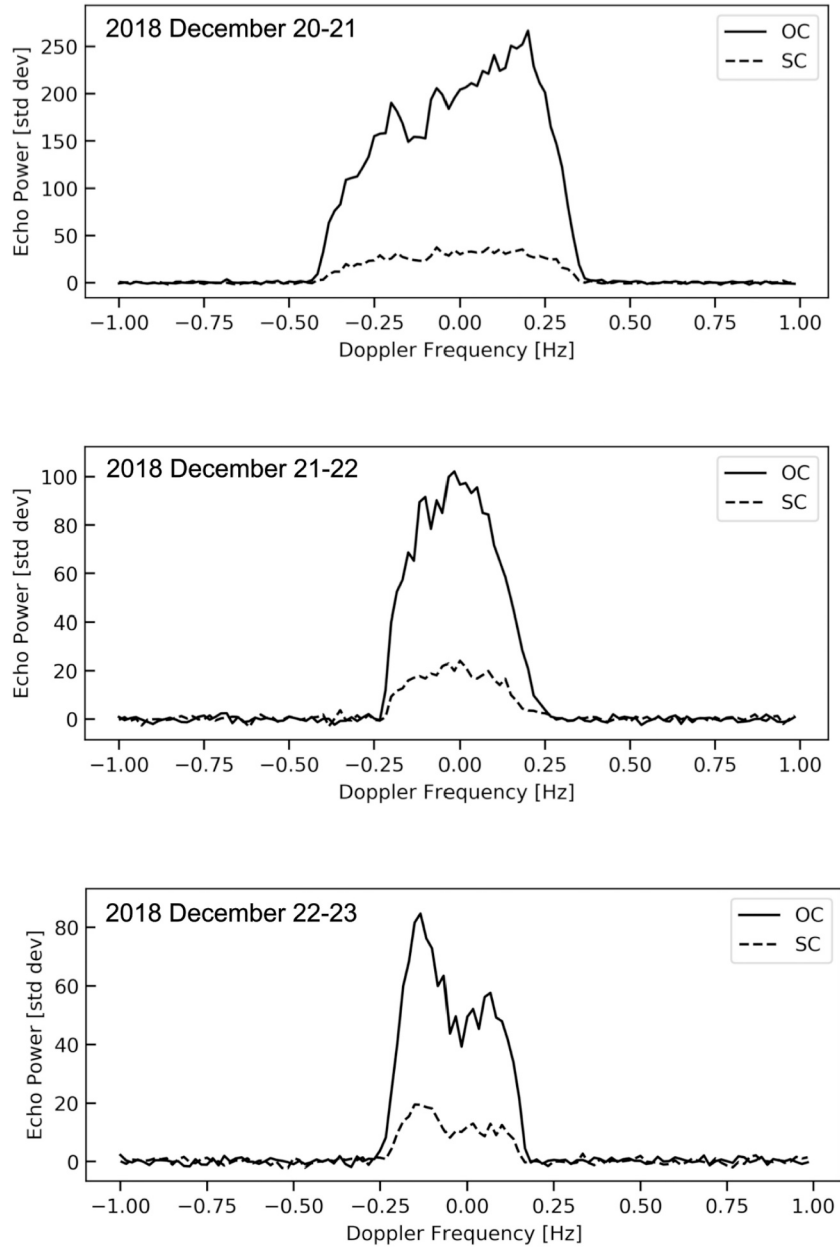 2018 December 20-21
OC
SC
250
200
150
100
50
0
Echo Power [std dev]
−1.00 −0.75 −0.50 −0.25 0.00 0.25 0.50 0.75 1.00
Doppler Frequency [Hz]
2018 December 21-22
OC
SC
100
80
60
40
20
0
Echo Power [std dev]
−1.00 −0.75 −0.50 −0.25 0.00 0.25 0.50 0.75 1.00
Doppler Frequency [Hz]
2018 December 22-23
OC
SC
80
60
40
20
0
Echo Power [std dev]
−1.00 −0.75 −0.50 −0.25 0.00 0.25 0.50 0.75 1.00
Doppler Frequency [Hz]